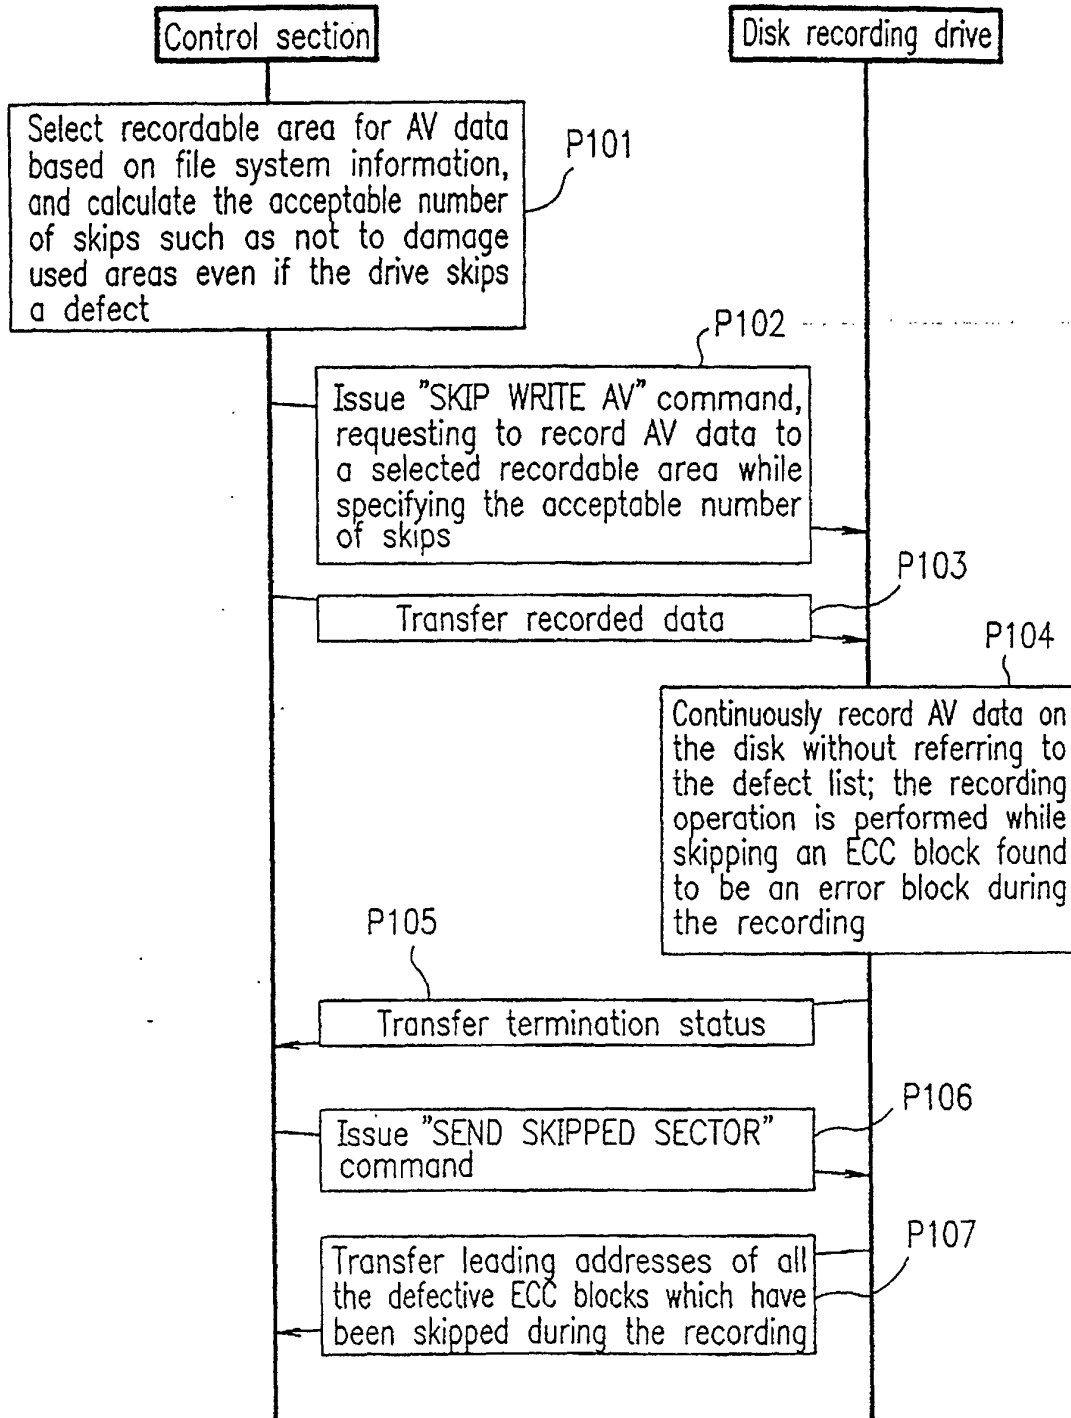 Control section
Disk recording drive
Select recordable area for AV data
based on file system information,
and calculate the acceptable number
of skips such as not to damage
used areas even if the drive skips
a defect
P101
P102
Issue "SKIP WRITE AV" command,
requesting to record AV data to
a selected recordable area while
specifying the acceptable number
of skips
P103
Transfer recorded data
P104
Continuously record AV data on
the disk without referring to
the defect list; the recording
operation is performed while
skipping an ECC block found
to be an error block during
the recording
P105
Transfer termination status
P106
Issue "SEND SKIPPED SECTOR"
command
P107
Transfer leading addresses of all
the defective ECC blocks which have
been skipped during the recording